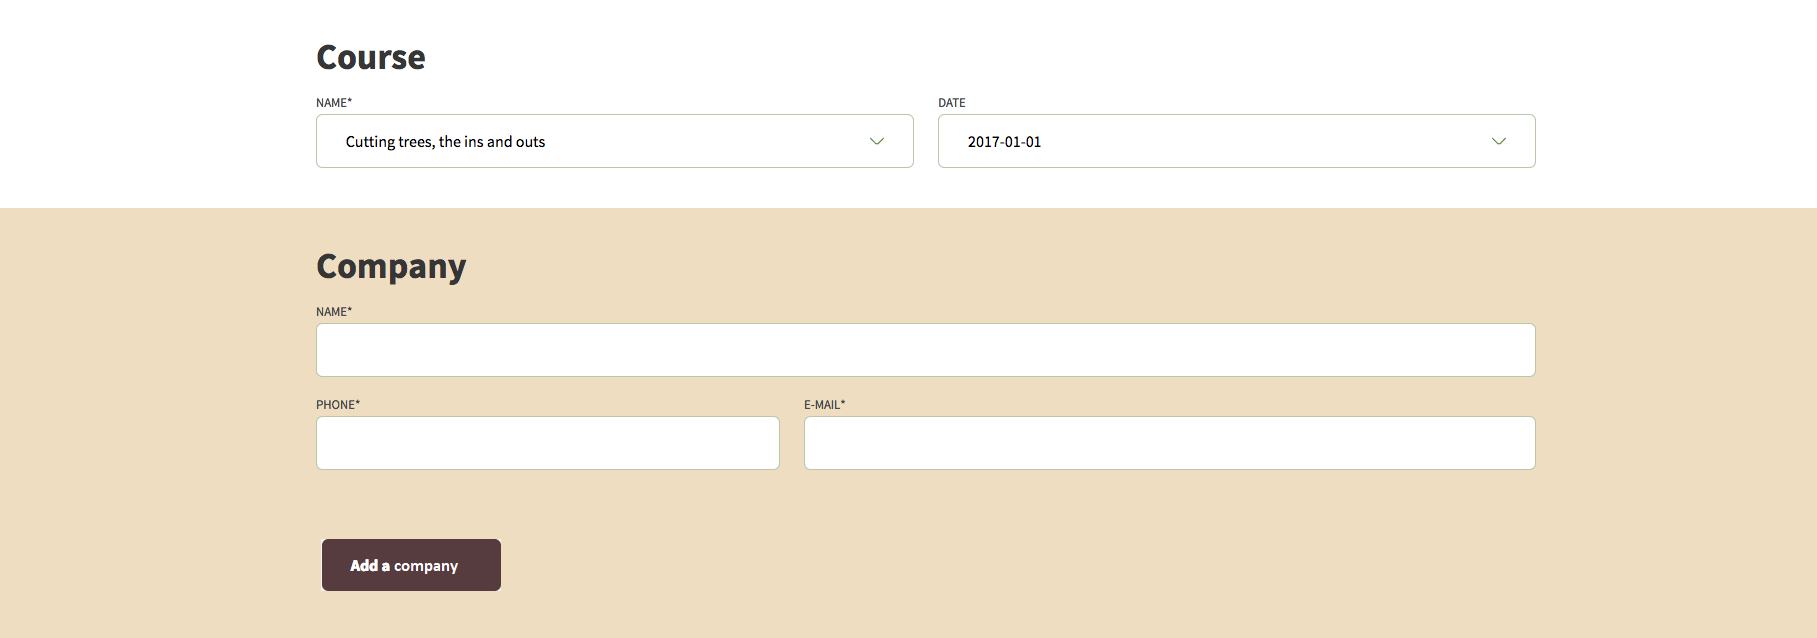 Course
NAME* DATE
Cutting trees, the ins and outs 2017-01-01
Company
NAME*
PHONE* E-MAIL*
Add a company